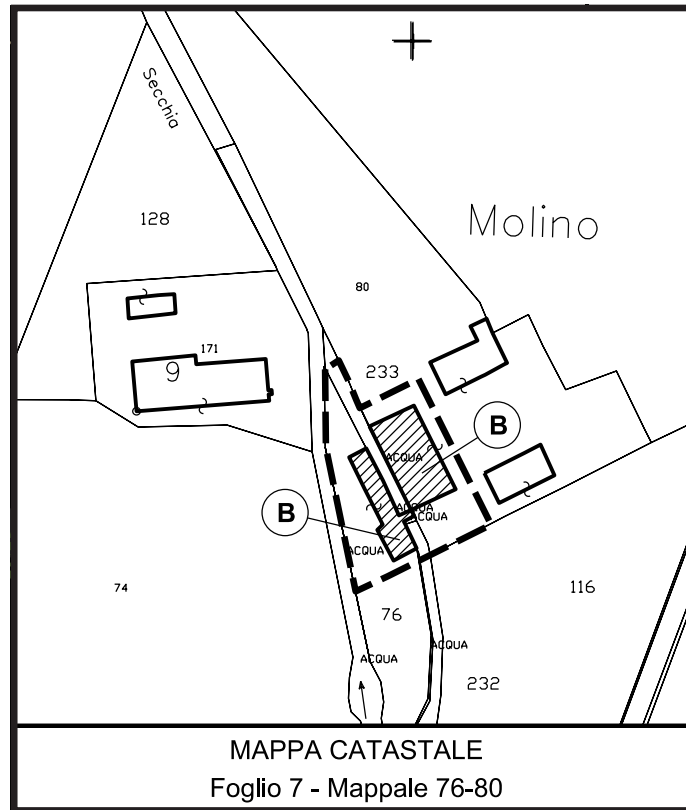 Secchia
128
Molino
80
171
9
233
B
ACQUA
ACQUA
ACQUA
B
ACQUA
74
116
76
ACQUA
ACQUA
232
MAPPA CATASTALE
Foglio 7 - Mappale 76-80